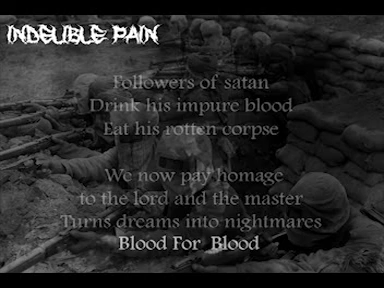 INDELIBLE PAIN
Followers of satan
Drink his impure blood
Eat his rotten corpse
We now pay homage
to the lord and the master
Turns dreams into nightmares
Blood For Blood